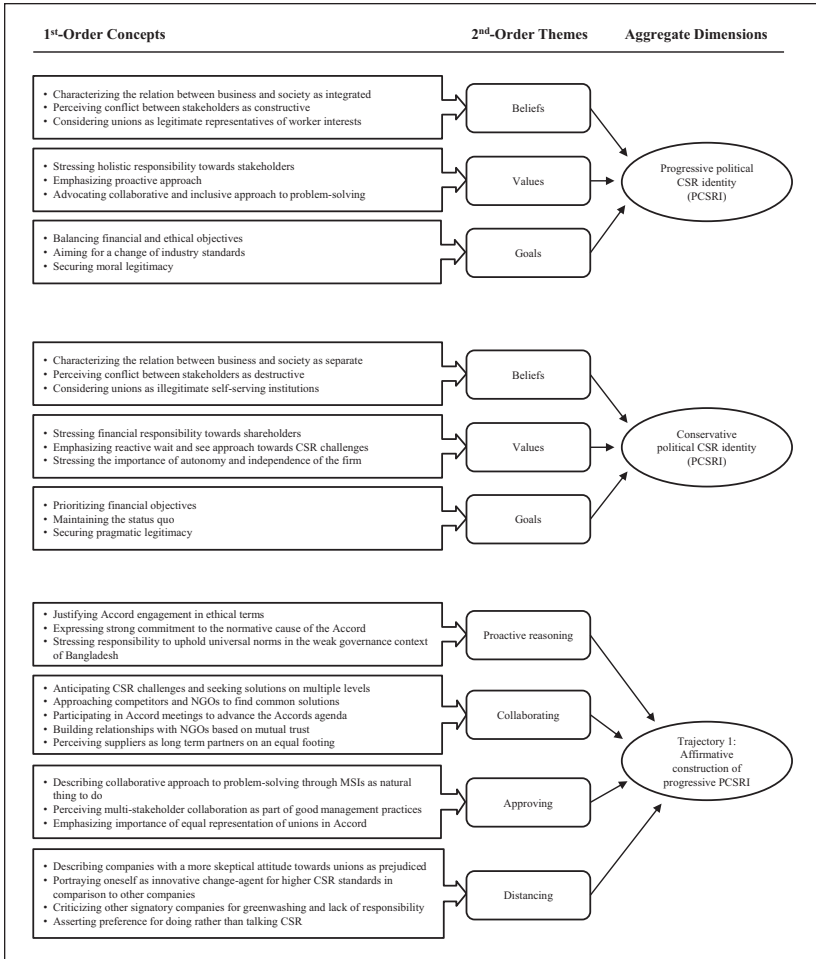 1st-Order Concepts
2nd-Order Themes
Aggregate Dimensions
• Characterizing the relation between business and society as integrated
• Perceiving conflict between stakeholders as constructive
• Considering unions as legitimate representatives of worker interests
Beliefs
• Stressing holistic responsibility towards stakeholders
• Emphasizing proactive approach
• Advocating collaborative and inclusive approach to problem-solving
Values
• Balancing financial and ethical objectives
• Aiming for a change of industry standards
• Securing moral legitimacy
Goals
Progressive political
CSR identity
(PCSRI)
• Characterizing the relation between business and society as separate
• Perceiving conflict between stakeholders as destructive
• Considering unions as illegitimate self-serving institutions
Beliefs
• Stressing financial responsibility towards shareholders
• Emphasizing reactive wait and see approach towards CSR challenges
• Stressing the importance of autonomy and independence of the firm
Values
• Prioritizing financial objectives
• Maintaining the status quo
• Securing pragmatic legitimacy
Goals
Conservative
political CSR identity
(PCSRI)
• Justifying Accord engagement in ethical terms
• Expressing strong commitment to the normative cause of the Accord
• Stressing responsibility to uphold universal norms in the weak governance context
of Bangladesh
Proactive reasoning
• Anticipating CSR challenges and seeking solutions on multiple levels
• Approaching competitors and NGOs to find common solutions
• Participating in Accord meetings to advance the Accords agenda
• Building relationships with NGOs based on mutual trust
• Perceiving suppliers as long term partners on an equal footing
Collaborating
• Describing collaborative approach to problem-solving through MSIs as natural
thing to do
• Perceiving multi-stakeholder collaboration as part of good management practices
• Emphasizing importance of equal representation of unions in Accord
Approving
• Describing companies with a more skeptical attitude towards unions as prejudiced
• Portraying oneself as innovative change-agent for higher CSR standards in
comparison to other companies
• Criticizing other signatory companies for greenwashing and lack of responsibility
• Asserting preference for doing rather than talking CSR
Distancing
Trajectory 1:
Affirmative
construction of
progressive PCSRI